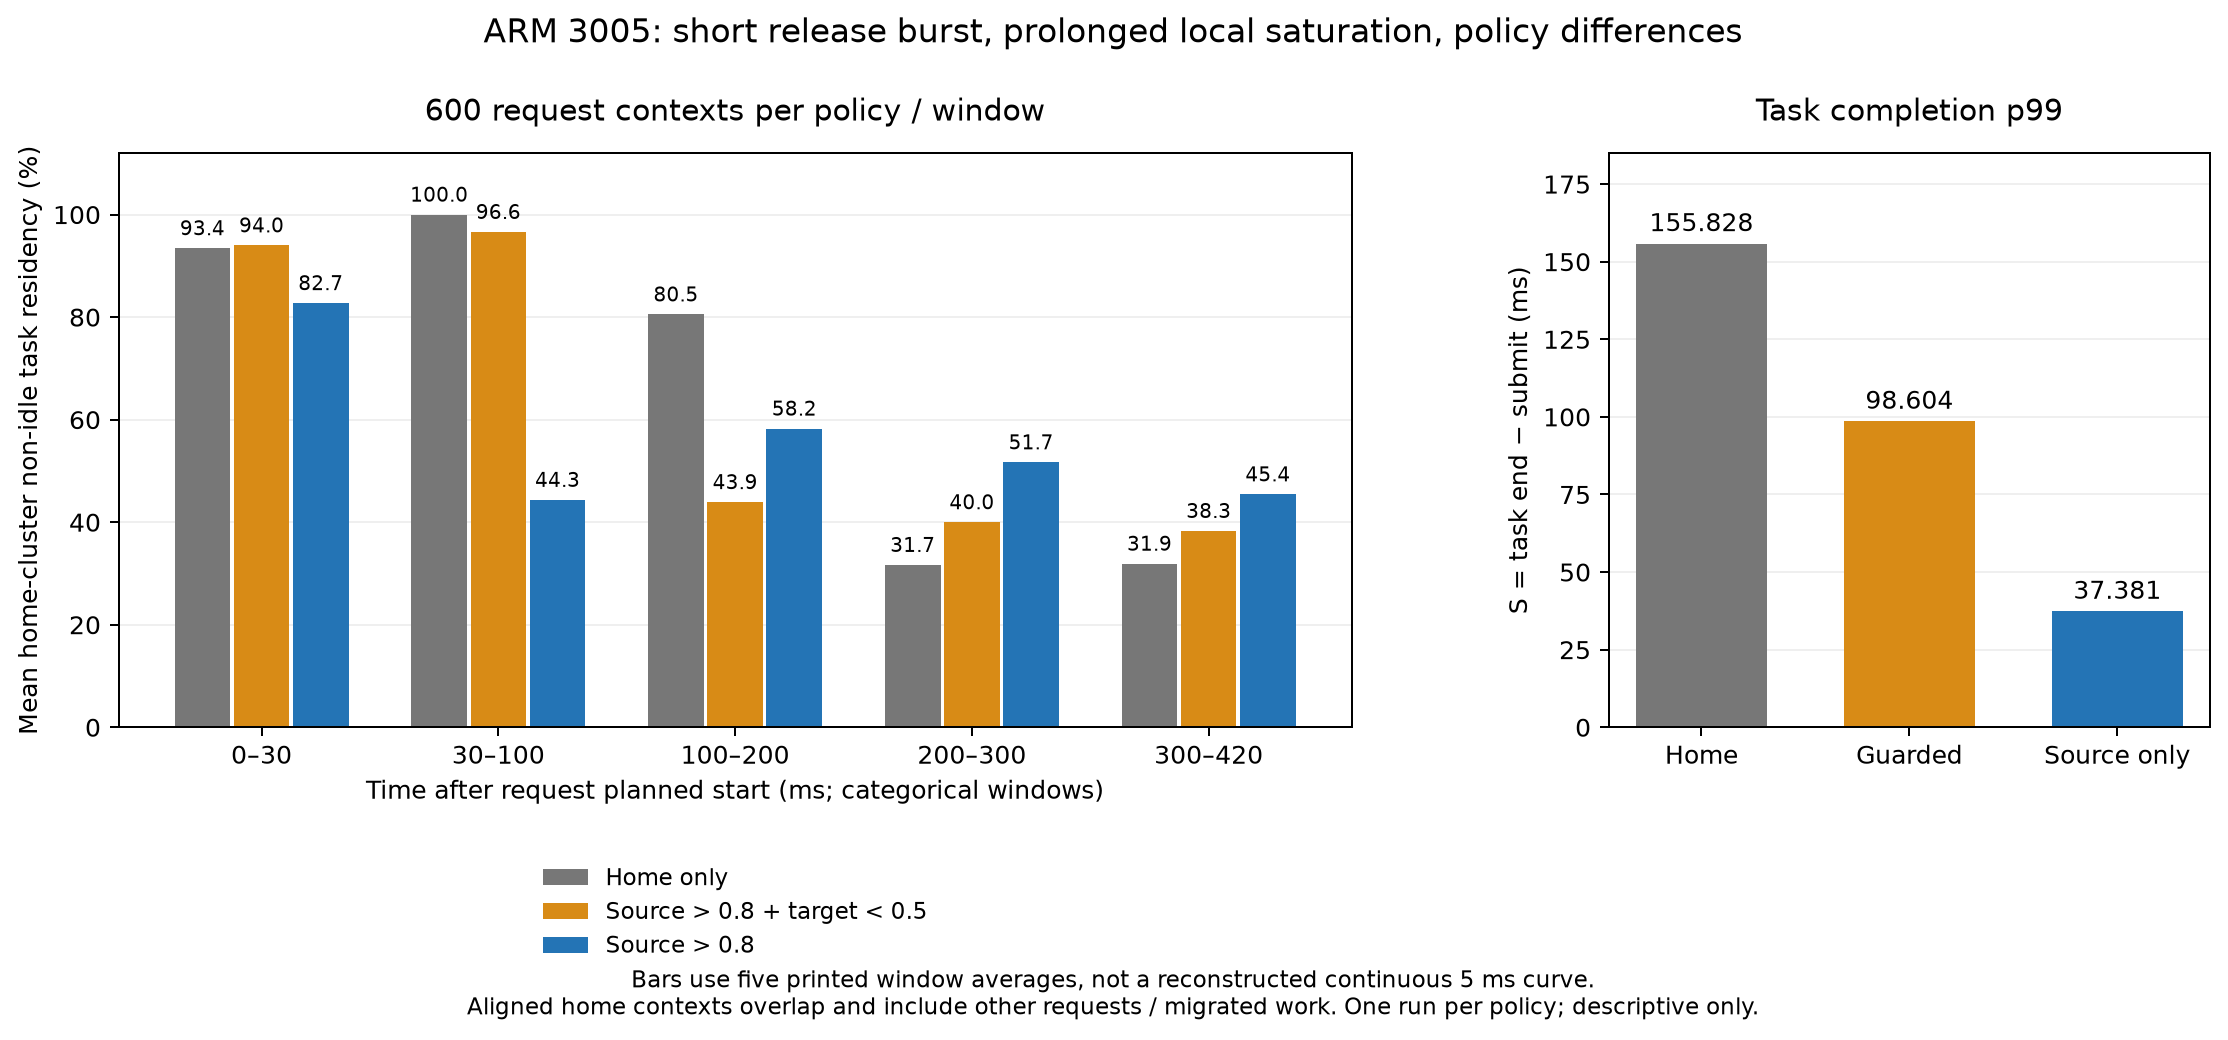 ARM 3005: short release burst, prolonged local saturation, policy differences
600 request contexts per policy / window
Mean home-cluster non-idle task residency (%)
100
80
60
40
20
0
93.4
94.0
82.7
100.0
96.6
44.3
80.5
43.9
58.2
31.7
40.0
51.7
31.9
38.3
45.4
0–30
30–100
100–200
200–300
300–420
Time after request planned start (ms; categorical windows)
Task completion p99
S = task end − submit (ms)
175
150
125
100
75
50
25
0
155.828
98.604
37.381
Home
Guarded
Source only
Home only
Source > 0.8 + target < 0.5
Source > 0.8
Bars use five printed window averages, not a reconstructed continuous 5 ms curve.
Aligned home contexts overlap and include other requests / migrated work. One run per policy; descriptive only.